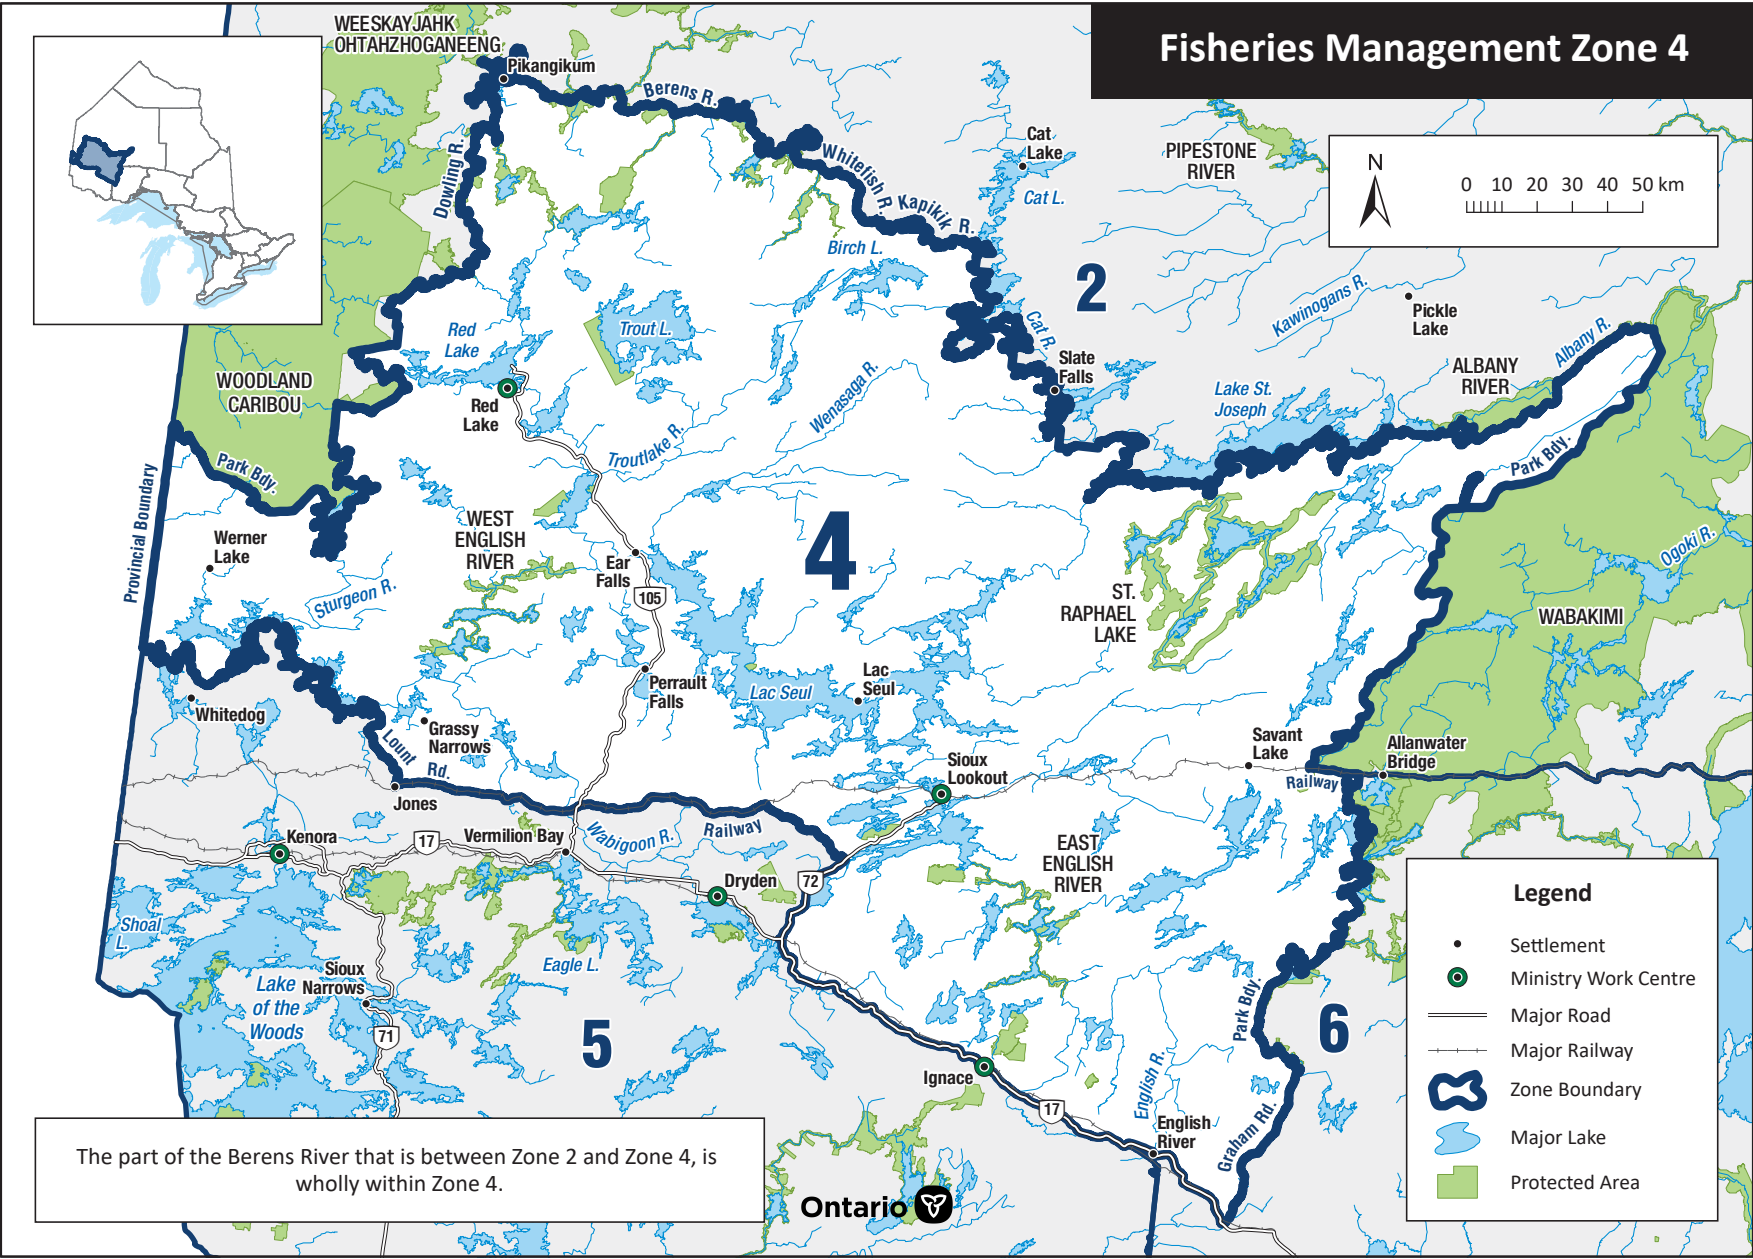 Fisheries Management Zone 4
WEESKAYJAHK
OHTAHZHOGANEENG
Pikangikum
Berens R.
Dowling R.
Whitefish R.
Kapikik R.
Cat
Lake
Cat L.
PIPESTONE
RIVER
N
0 10 20 30 40 50 km
Birch L.
2
Kawinogans R.
Pickle
Lake
Red
Lake
Trout L.
Cat R.
Slate
Falls
ALBANY
RIVER
Albany R.
WOODLAND
CARIBOU
Red
Lake
Wenasaga R.
Lake St.
Joseph
Troutlake R.
Park Bdy.
Park Bdy.
Provincial Boundary
WEST
ENGLISH
RIVER
4
Werner
Lake
Ear
Falls
105
Ogoki R.
Sturgeon R.
ST.
RAPHAEL
LAKE
WABAKIMI
Perrault
Falls
Lac Seul
Lac
Seul
Whitedog
Grassy
Narrows
Lount Rd.
Savant
Lake
Allanwater
Bridge
Sioux
Lookout
Railway
Jones
Kenora
17
Vermilion Bay
Wabigoon R.
Railway
EAST
ENGLISH
RIVER
Dryden
72
Shoal
L.
Eagle L.
Sioux
Narrows
Lake
of the
Woods
71
5
Park Bdy.
6
Ignace
17
English R.
English
River
Graham Rd.
Legend
Settlement
Ministry Work Centre
Major Road
Major Railway
Zone Boundary
Major Lake
Protected Area
The part of the Berens River that is between Zone 2 and Zone 4, is
wholly within Zone 4.
Ontario